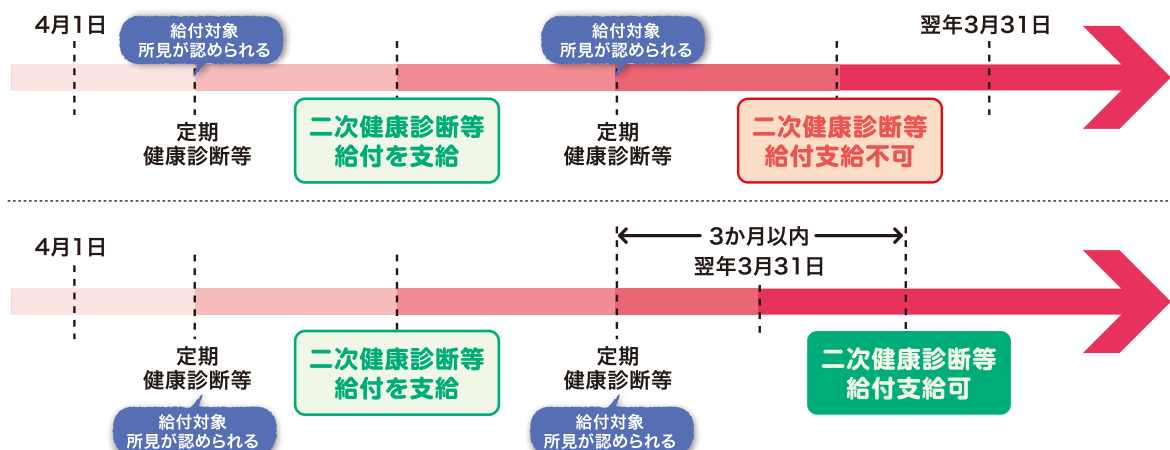 4月1日
給付対象
所見が認められる
給付対象
所見が認められる
翌年3月31日
定期
健康診断等
二次健康診断等
給付を支給
定期
健康診断等
二次健康診断等
給付支給不可
4月1日
3か月以内
翌年3月31日
定期
健康診断等
給付対象
所見が認められる
二次健康診断等
給付を支給
定期
健康診断等
給付対象
所見が認められる
二次健康診断等
給付支給可